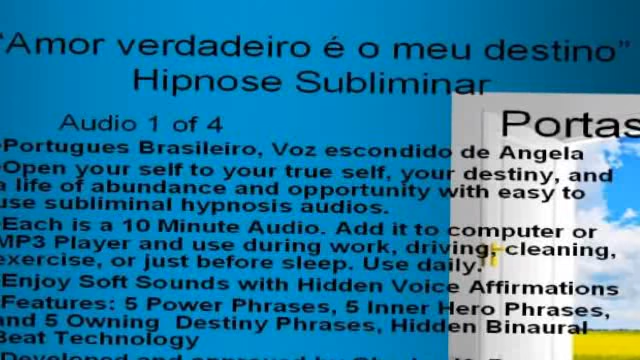 "Amor verdadeiro é o meu destino"
Hipnose Subliminar
Audio 1 of 4
Portas
•Portugues Brasileiro, Voz escondido de Angela
•Open your self to your true self, your destiny, and
a life of abundance and opportunity with easy to
use subliminal hypnosis audios.
•Each is a 10 Minute Audio. Add it to computer or
MP3 Player and use during work, driving, cleaning,
exercise, or just before sleep. Use daily.
•Enjoy Soft Sounds with Hidden Voice Affirmations
•Features: 5 Power Phrases, 5 Inner Hero Phrases,
and 5 Owning Destiny Phrases, Hidden Binaural
Beat Technology
•Developed and approved by